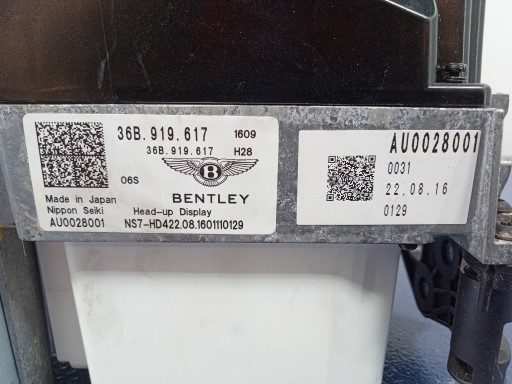 36B.919.617 1609
36B.919.617 H28
B
06S
BENTLEY
Made in Japan
Nippon Seiki Head-up Display
AU0028001 NS7-HD422.08.1601110129
AU0028001
0031
22.08.16
0129